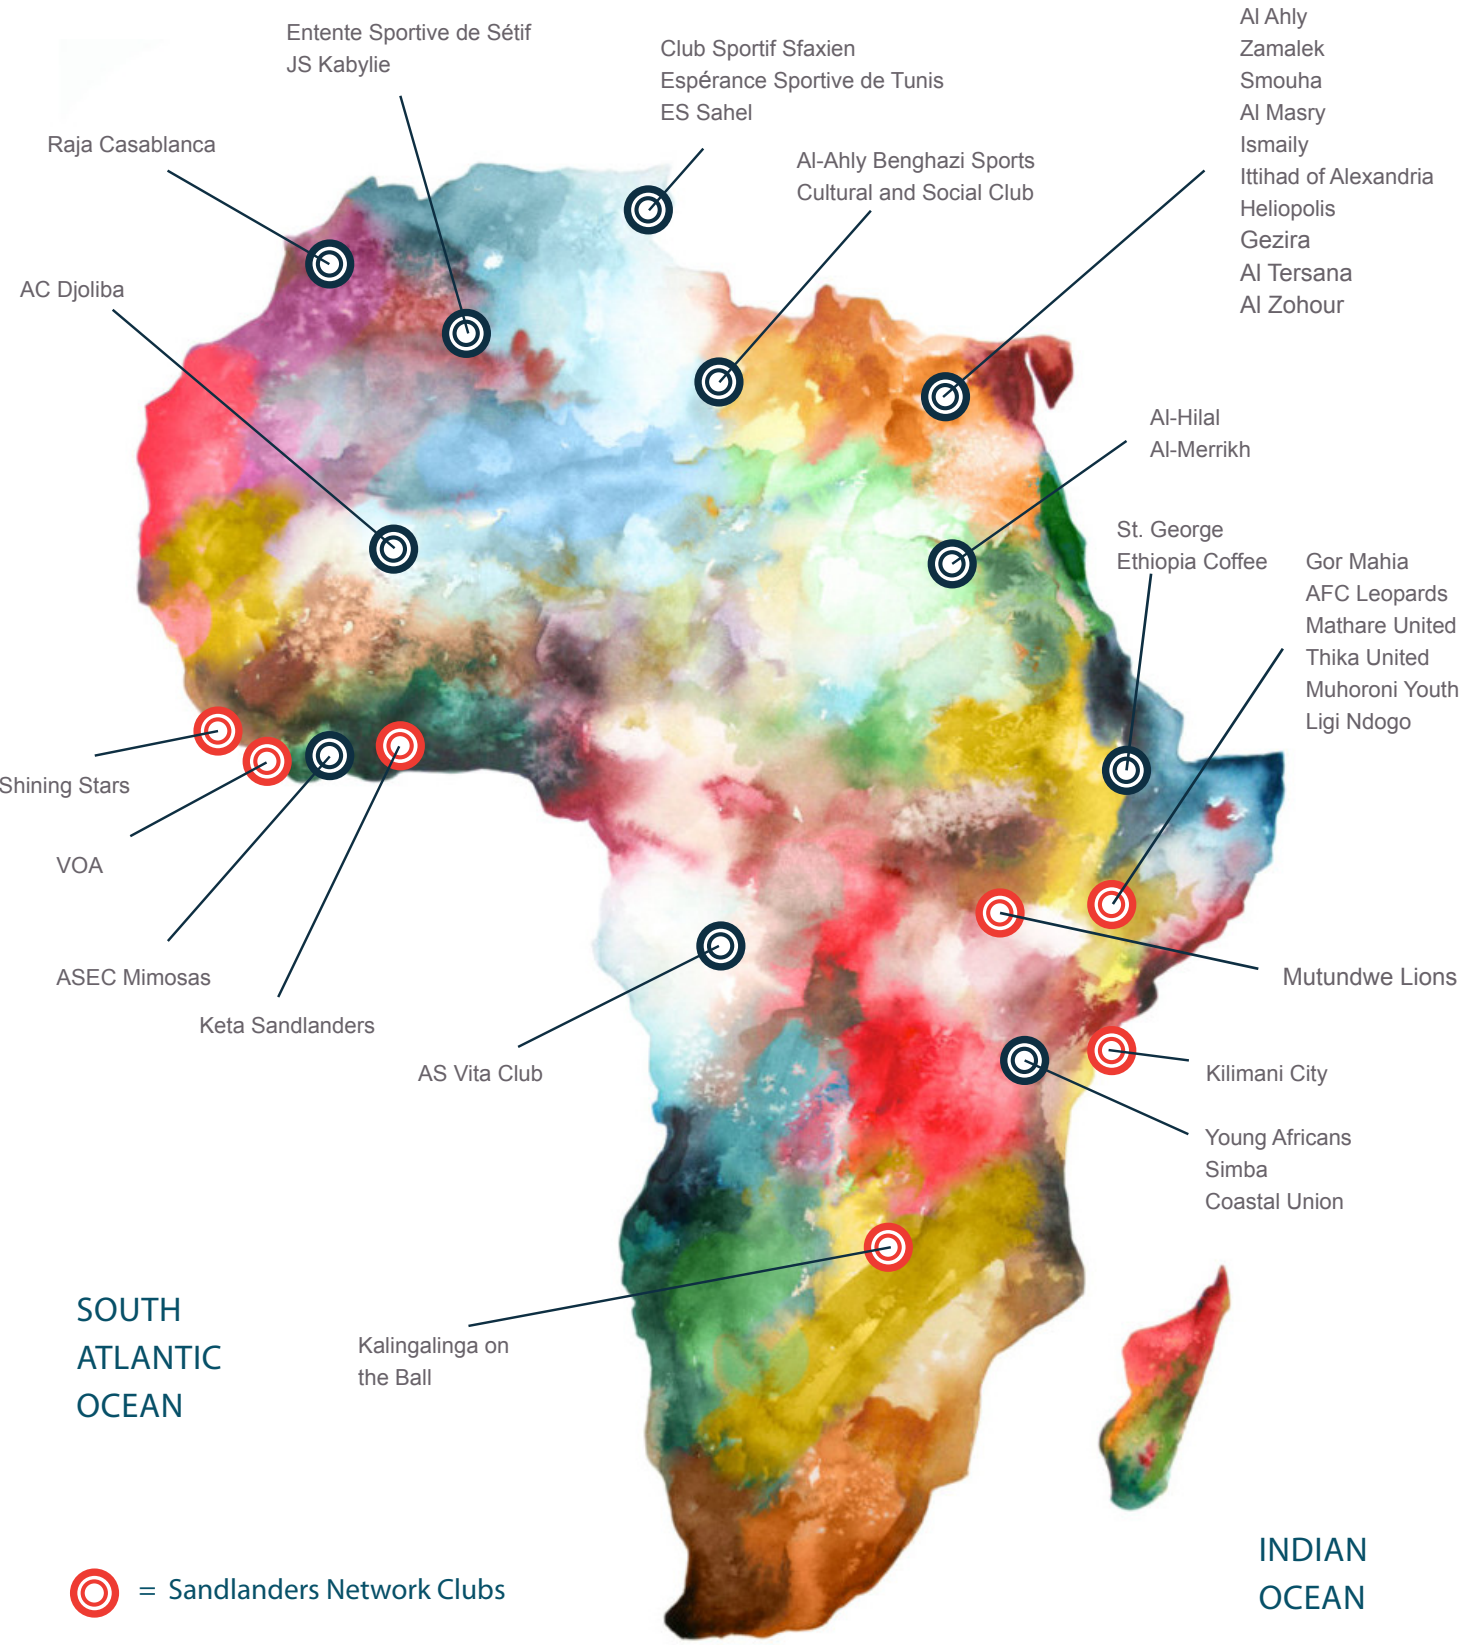 Entente Sportive de Sétif
JS Kabylie
Club Sportif Sfaxien
Espérance Sportive de Tunis
ES Sahel
Al Ahly
Zamalek
Smouha
Al Masry
Ismaily
Ittihad of Alexandria
Heliopolis
Gezira
Al Tersana
Al Zohour
Raja Casablanca
Al-Ahly Benghazi Sports
Cultural and Social Club
AC Djoliba
Al-Hilal
Al-Merrikh
St. George
Ethiopia Coffee
Gor Mahia
AFC Leopards
Mathare United
Thika United
Muhoroni Youth
Ligi Ndogo
Shining Stars
VOA
ASEC Mimosas
Keta Sandlanders
AS Vita Club
Mutundwe Lions
Kilimani City
Young Africans
Simba
Coastal Union
Kalingalinga on
the Ball
SOUTH
ATLANTIC
OCEAN
INDIAN
OCEAN
= Sandlanders Network Clubs